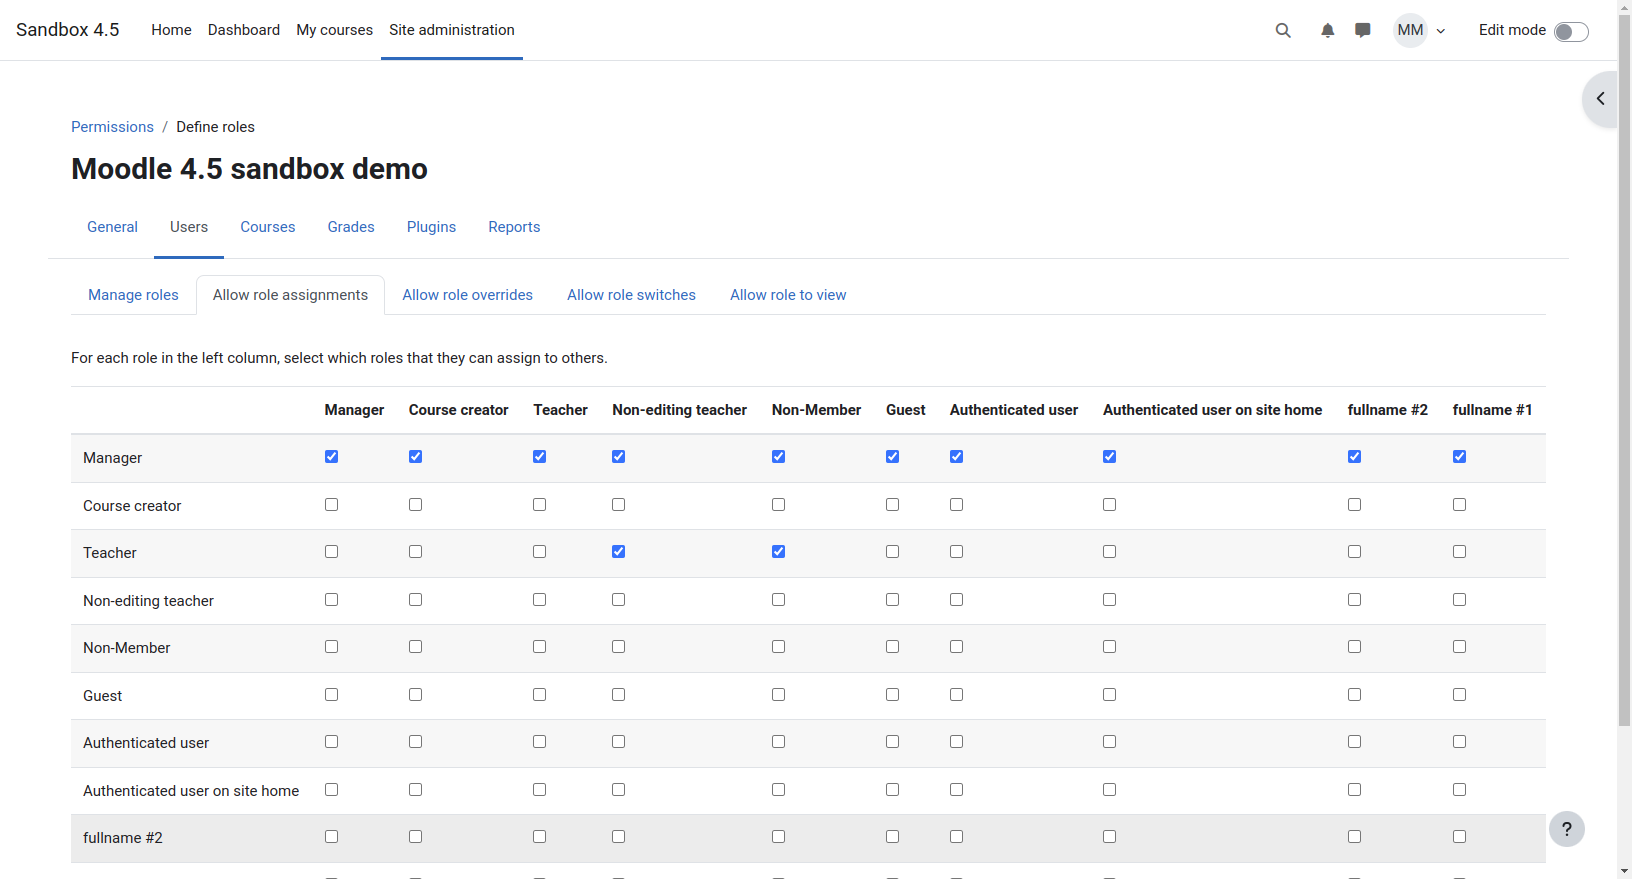 Sandbox 4.5 Home Dashboard My courses Site administration MM Edit mode
Permissions / Define roles
Moodle 4.5 sandbox demo
General Users Courses Grades Plugins Reports
Manage roles Allow role assignments Allow role overrides Allow role switches Allow role to view
For each role in the left column, select which roles that they can assign to others.
Manager Course creator Teacher Non-editing teacher Non-Member Guest Authenticated user Authenticated user on site home fullname #2 fullname #1
Manager
Course creator
Teacher
Non-editing teacher
Non-Member
Guest
Authenticated user
Authenticated user on site home
fullname #2
?